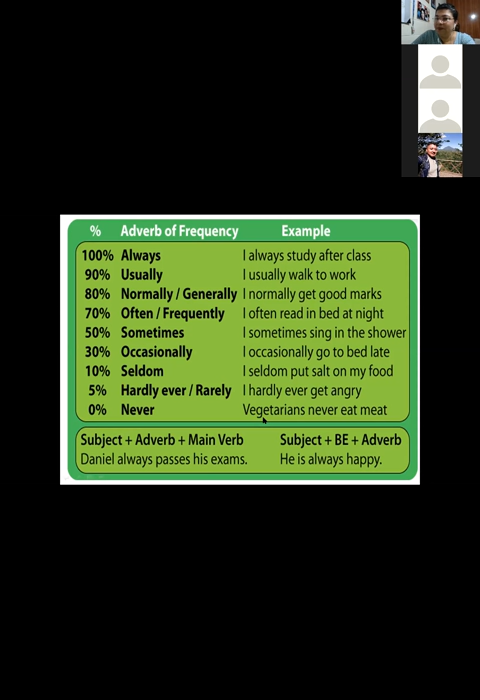 % Adverb of Frequency Example
100% Always I always study after class
90% Usually I usually walk to work
80% Normally / Generally I normally get good marks
70% Often / Frequently I often read in bed at night
50% Sometimes I sometimes sing in the shower
30% Occasionally I occasionally go to bed late
10% Seldom I seldom put salt on my food
5% Hardly ever / Rarely I hardly ever get angry
0% Never Vegetarians never eat meat
Subject + Adverb + Main Verb Subject + BE + Adverb
Daniel always passes his exams. He is always happy.